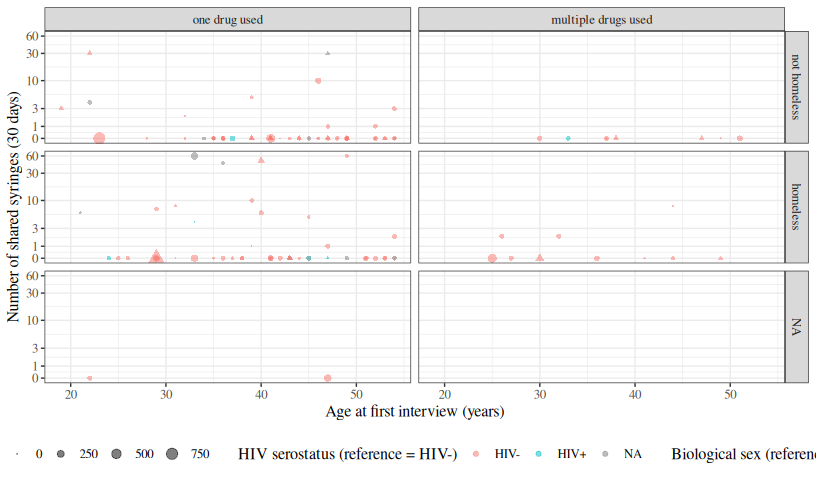 one drug used
multiple drugs used
60
30
10
3
1
0
not homeless
60
30
10
3
1
0
homeless
60
30
10
3
1
0
NA
Number of shared syringes (30 days)
20
30
40
50
20
30
40
50
Age at first interview (years)
0
250
500
750
HIV serostatus (reference = HIV-)
HIV-
HIV+
NA
Biological sex